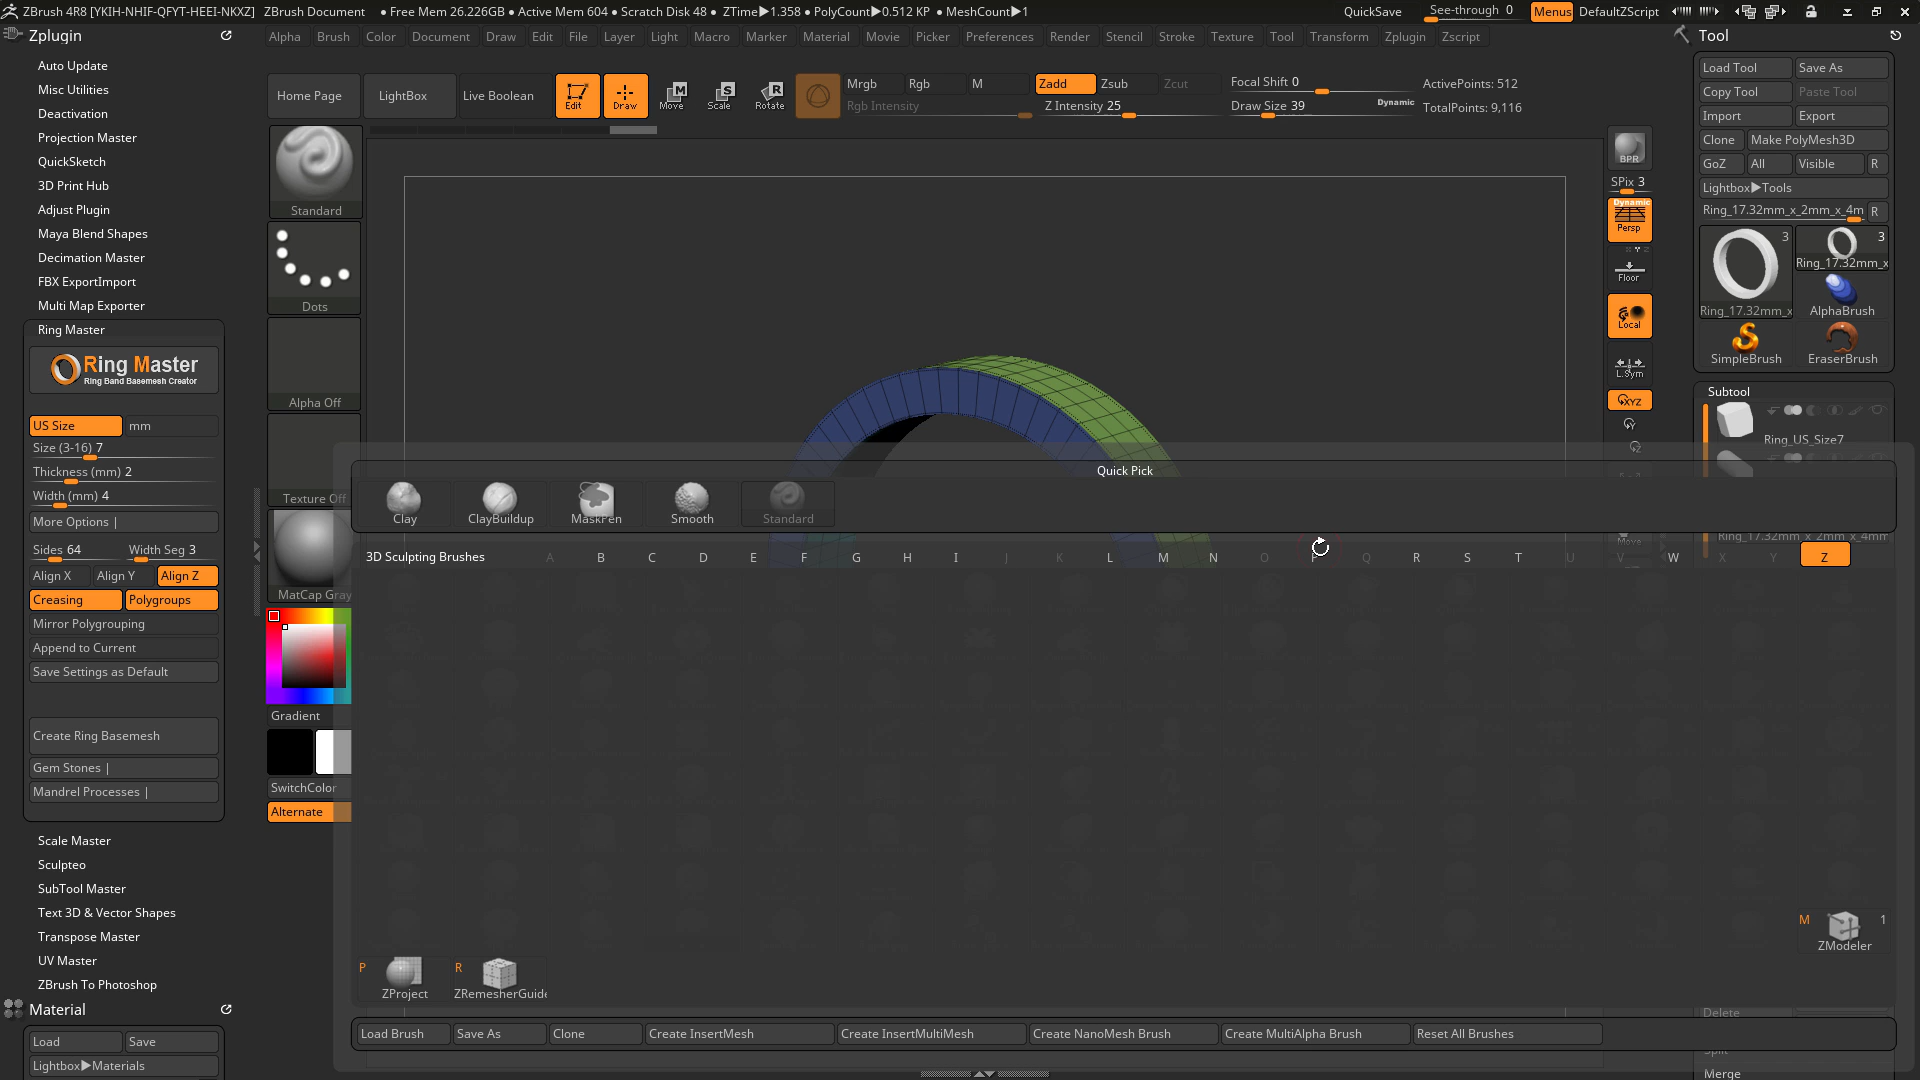 ZBrush 4R8 [YKIH-NHIF-QFYT-HEEI-NKXZ] ZBrush Document • Free Mem 26.226GB • Active Mem 604 • Scratch Disk 48 • ZTime▶1.358 • PolyCount▶0.512 KP • MeshCount▶1 QuickSave See-through 0 Menus DefaultZScript
Zplugin Alpha Brush Color Document Draw Edit File Layer Light Macro Marker Material Movie Picker Preferences Render Stencil Stroke Texture Tool Transform Zplugin Zscript Tool
Auto Update
Misc Utilities
Deactivation
Projection Master
QuickSketch
3D Print Hub
Adjust Plugin
Maya Blend Shapes
Decimation Master
FBX ExportImport
Multi Map Exporter
Ring Master
Ring Master
Ring Band Basemesh Creator
US Size mm
Size (3-16) 7
Thickness (mm) 2
Width (mm) 4
More Options |
Sides 64 Width Seg 3
Align X Align Y Align Z
Creasing Polygroups
Mirror Polygrouping
Append to Current
Save Settings as Default
Create Ring Basemesh
Gem Stones |
Mandrel Processes |
Scale Master
Sculpteo
SubTool Master
Text 3D & Vector Shapes
Transpose Master
UV Master
ZBrush To Photoshop
Material
Load Save
Lightbox▶Materials
Home Page LightBox Live Boolean Edit Draw Move Scale Rotate
Mrgb Rgb M Zadd Zsub Zcut Focal Shift 0 ActivePoints: 512
Rgb Intensity Z Intensity 25 Draw Size 39 Dynamic TotalPoints: 9,116
Standard
Dots
Alpha Off
Texture Off
MatCap Gray
Gradient
SwitchColor
Alternate
BPR
SPix 3
Dynamic
Persp
Floor
Local
L.Sym
XYZ
Y
Z
Move
Load Tool Save As
Copy Tool Paste Tool
Import Export
Clone Make PolyMesh3D
GoZ All Visible R
Lightbox▶Tools
Ring_17.32mm_x_2mm_x_4m R
3 3
Ring_17.32mm_x
Ring_17.32mm_x AlphaBrush
SimpleBrush EraserBrush
Subtool
Ring_US_Size7
Ring_17.32mm_x_2mm_x_4mm
Quick Pick
Clay ClayBuildup MaskPen Smooth Standard
3D Sculpting Brushes A B C D E F G H I J K L M N O P Q R S T U V W X Y Z
M 1
ZModeler
P R
ZProject ZRemesherGuide
Load Brush Save As Clone Create InsertMesh Create InsertMultiMesh Create NanoMesh Brush Create MultiAlpha Brush Reset All Brushes
Delete
Split
Merge